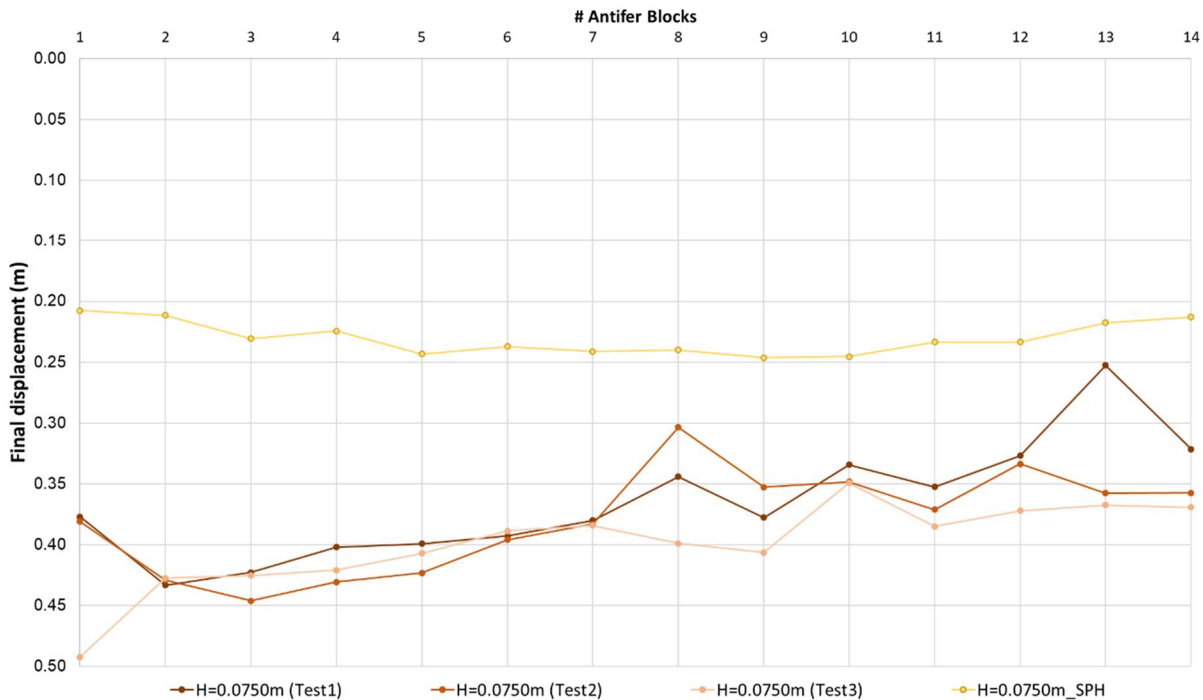 # Antifer Blocks
1 2 3 4 5 6 7 8 9 10 11 12 13 14
Final displacement (m)
0.00
0.05
0.10
0.15
0.20
0.25
0.30
0.35
0.40
0.45
0.50
H=0.0750m (Test1) H=0.0750m (Test2) H=0.0750m (Test3) H=0.0750m_SPH